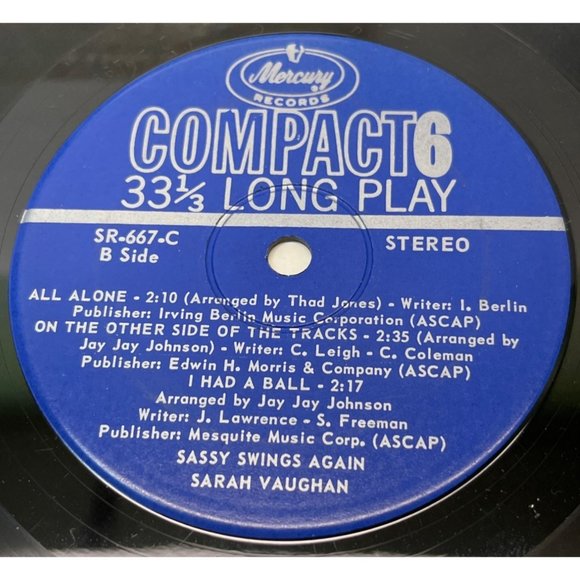 Mercury
RECORDS
COMPACT 6
33⅓ LONG PLAY
SR-667-C STEREO
B Side
ALL ALONE - 2:10 (Arranged by Thad Jones) - Writer: I. Berlin
Publisher: Irving Berlin Music Corporation (ASCAP)
ON THE OTHER SIDE OF THE TRACKS - 2:35 (Arranged by
Jay Jay Johnson) - Writer: C. Leigh - C. Coleman
Publisher: Edwin H. Morris & Company (ASCAP)
I HAD A BALL - 2:17
Arranged by Jay Jay Johnson
Writer: J. Lawrence - S. Freeman
Publisher: Mesquite Music Corp. (ASCAP)
SASSY SWINGS AGAIN
SARAH VAUGHAN